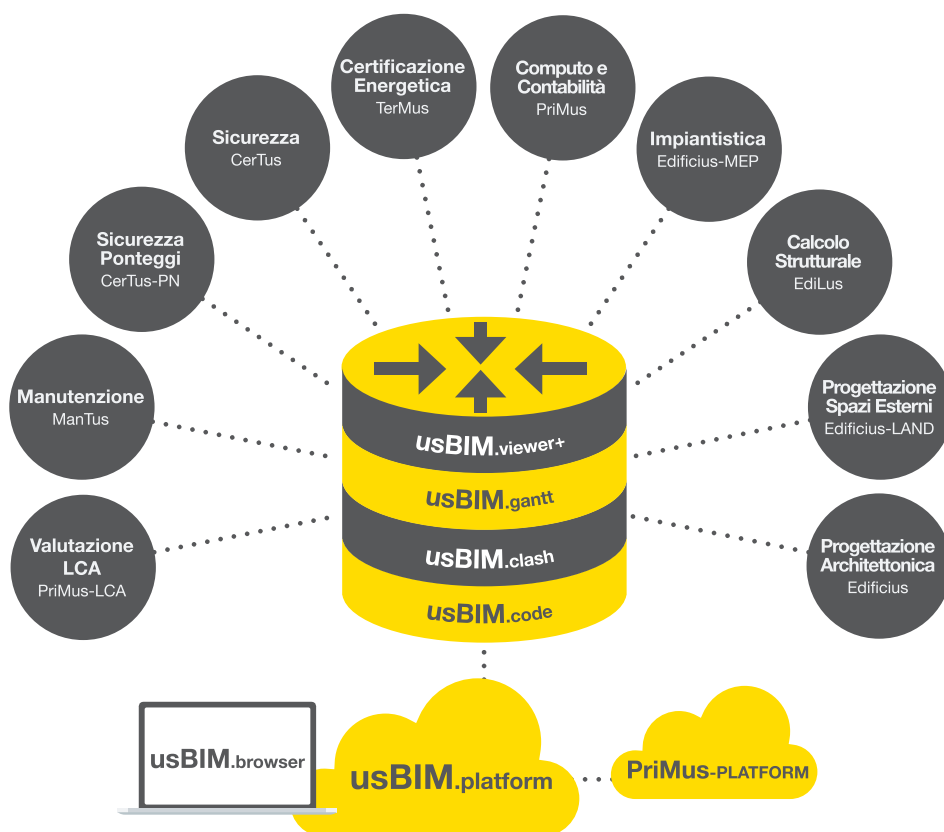 Certificazione
Energetica
TerMus
Computo e
Contabilità
PriMus
Sicurezza
CerTus
Impiantistica
Edificius-MEP
Sicurezza
Ponteggi
CerTus-PN
Calcolo
Strutturale
EdiLus
Manutenzione
ManTus
Progettazione
Spazi Esterni
Edificius-LAND
Valutazione
LCA
PriMus-LCA
Progettazione
Architettonica
Edificius
usBIM.viewer+
usBIM.gantt
usBIM.clash
usBIM.code
usBIM.browser
usBIM.platform
PriMus-PLATFORM